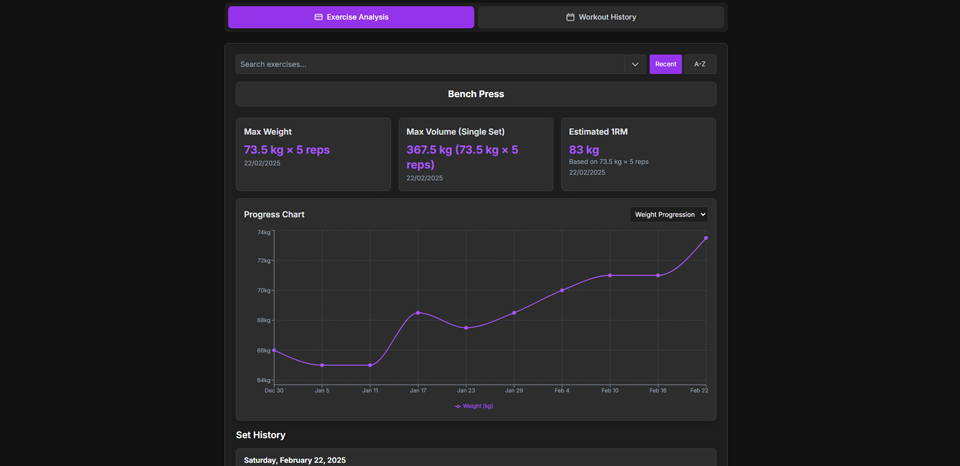 Exercise Analysis
Workout History
Search exercises...
Recent
A-Z
Bench Press
Max Weight
73.5 kg × 5 reps
22/02/2025
Max Volume (Single Set)
367.5 kg (73.5 kg × 5
reps)
22/02/2025
Estimated 1RM
83 kg
Based on 73.5 kg × 5 reps
22/02/2025
Progress Chart
Weight Progression
74kg
72kg
70kg
68kg
66kg
64kg
Dec 30 Jan 5 Jan 11 Jan 17 Jan 23 Jan 29 Feb 4 Feb 10 Feb 16 Feb 22
Weight (kg)
Set History
Saturday, February 22, 2025